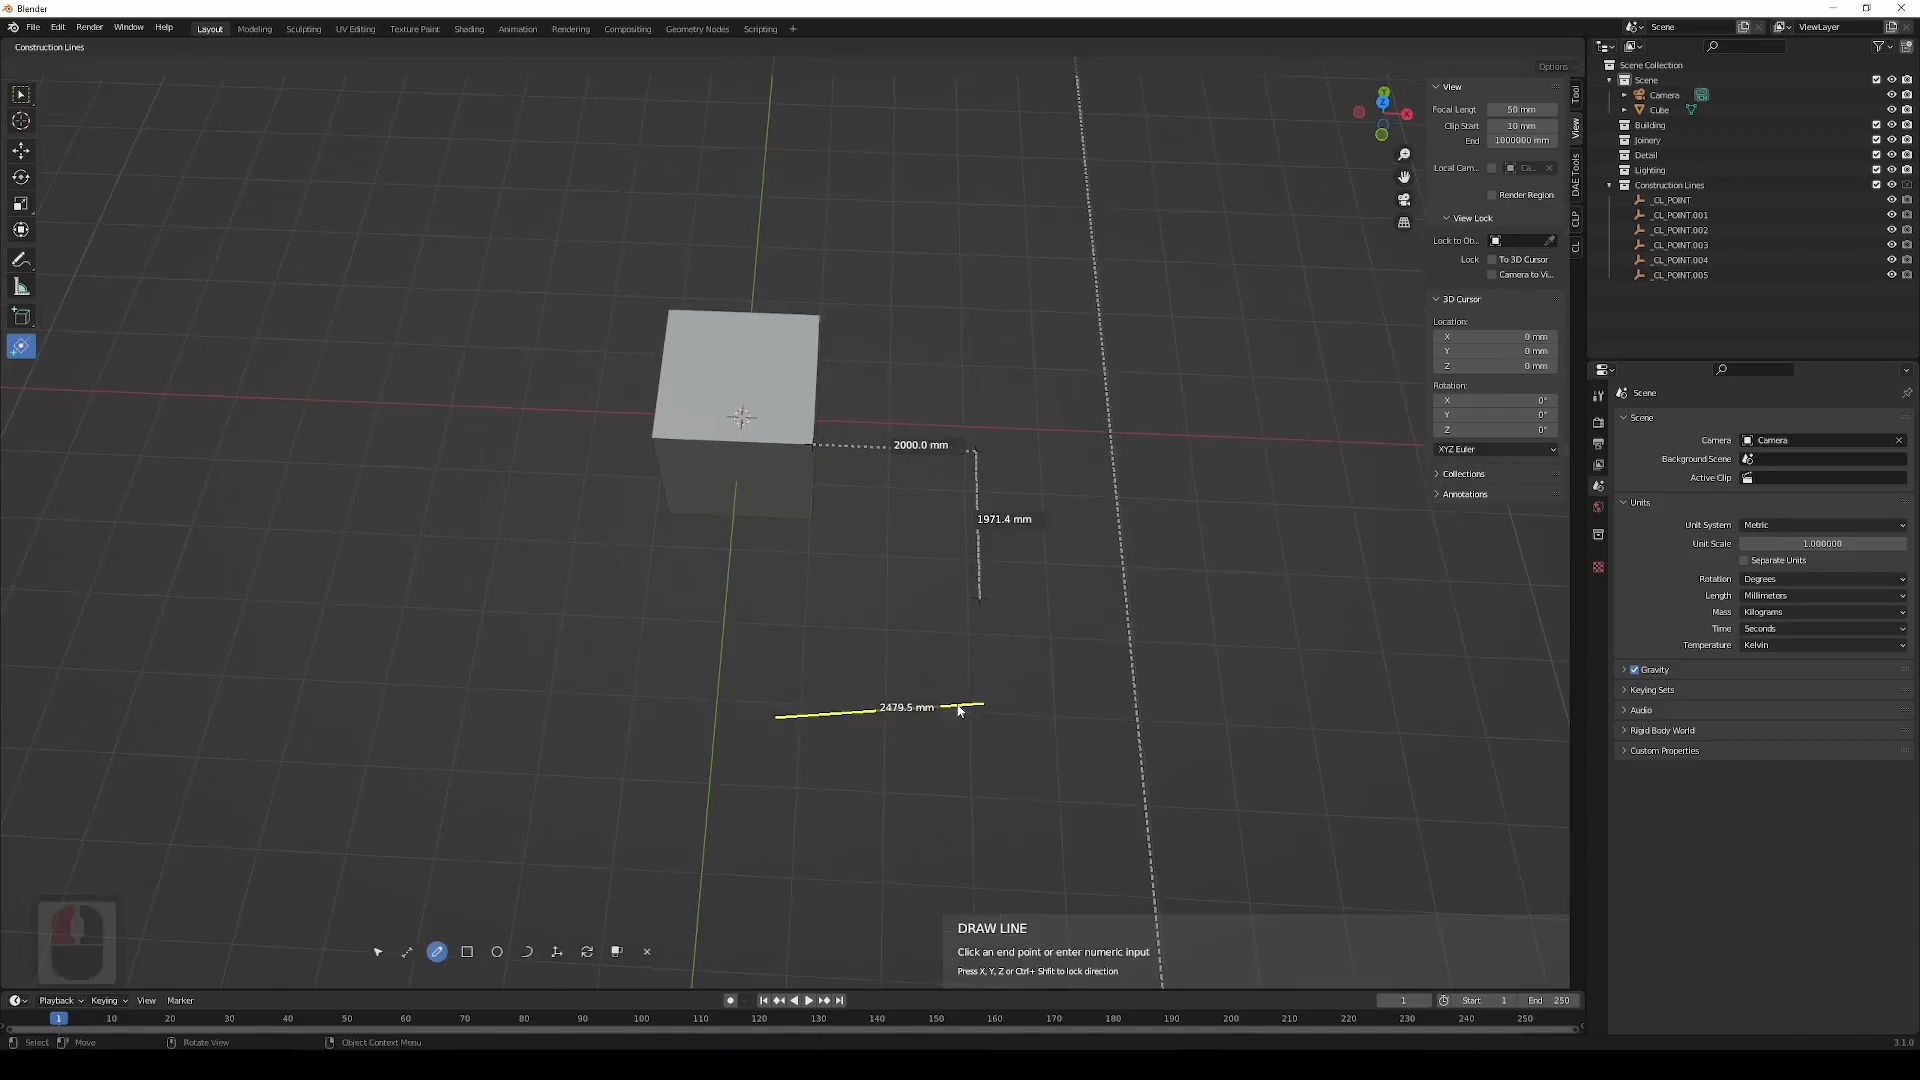 Blender
File Edit Render Window Help
Layout Modeling Sculpting UV Editing Texture Paint Shading Animation Rendering Compositing Geometry Nodes Scripting +
Scene
ViewLayer
Construction Lines
Options
View
Focal Lengt 50 mm
Clip Start 10 mm
End 1000000 mm
Local Cam... Ca...
Render Region
View Lock
Lock to Ob...
Lock To 3D Cursor
Camera to Vi...
3D Cursor
Location:
X 0 mm
Y 0 mm
Z 0 mm
Rotation:
X 0°
Y 0°
Z 0°
XYZ Euler
Collections
Annotations
Tool
View
DAE Tools
CLP
CL
Y
Z
X
2000.0 mm
1971.4 mm
2479.5 mm
DRAW LINE
Click an end point or enter numeric input
Press X, Y, Z or Ctrl+ Shfit to lock direction
Scene Collection
Scene
Camera
Cube
Building
Joinery
Detail
Lighting
Construction Lines
_CL_POINT
_CL_POINT.001
_CL_POINT.002
_CL_POINT.003
_CL_POINT.004
_CL_POINT.005
Scene
Scene
Camera Camera
Background Scene
Active Clip
Units
Unit System Metric
Unit Scale 1.000000
Separate Units
Rotation Degrees
Length Millimeters
Mass Kilograms
Time Seconds
Temperature Kelvin
Gravity
Keying Sets
Audio
Rigid Body World
Custom Properties
Playback Keying View Marker
1 Start 1 End 250
1 10 20 30 40 50 60 70 80 90 100 110 120 130 140 150 160 170 180 190 200 210 220 230 240 250
Select Move Rotate View Object Context Menu
3.1.0